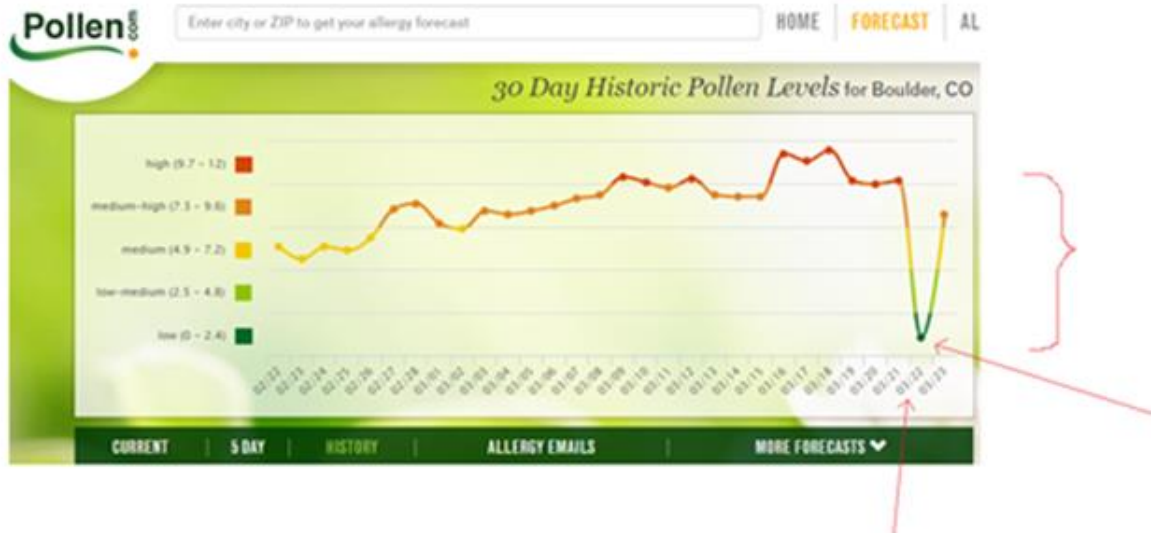 Pollen.com
Enter city or ZIP to get your allergy forecast
HOME FORECAST AL
30 Day Historic Pollen Levels for Boulder, CO
high (9.7 - 12)
medium-high (7.3 - 9.6)
medium (4.9 - 7.2)
low-medium (2.5 - 4.8)
low (0 - 2.4)
02/22 02/23 02/24 02/25 02/26 02/27 02/28 03/01 03/02 03/03 03/04 03/05 03/06 03/07 03/08 03/09 03/10 03/11 03/12 03/13 03/14 03/15 03/16 03/17 03/18 03/19 03/20 03/21 03/22 03/23
CURRENT 5 DAY HISTORY ALLERGY EMAILS MORE FORECASTS